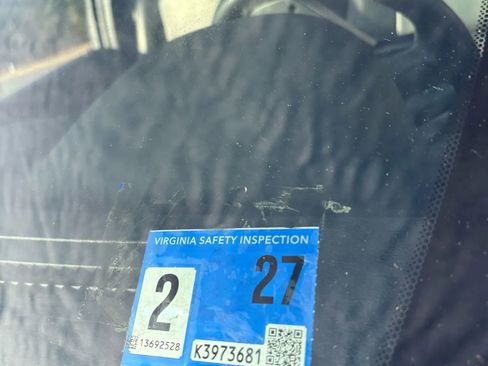 VIRGINIA SAFETY INSPECTION
2 27
13692528
K3973681